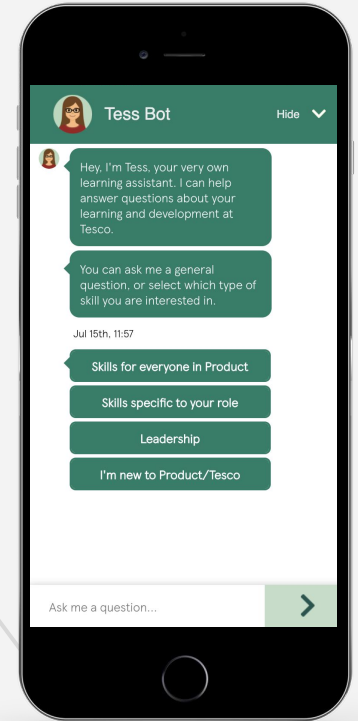 Tess Bot
Hide
Hey, I'm Tess, your very own
learning assistant. I can help
answer questions about your
learning and development at
Tesco.
You can ask me a general
question, or select which type of
skill you are interested in.
Jul 15th, 11:57
Skills for everyone in Product
Skills specific to your role
Leadership
I'm new to Product/Tesco
Ask me a question...